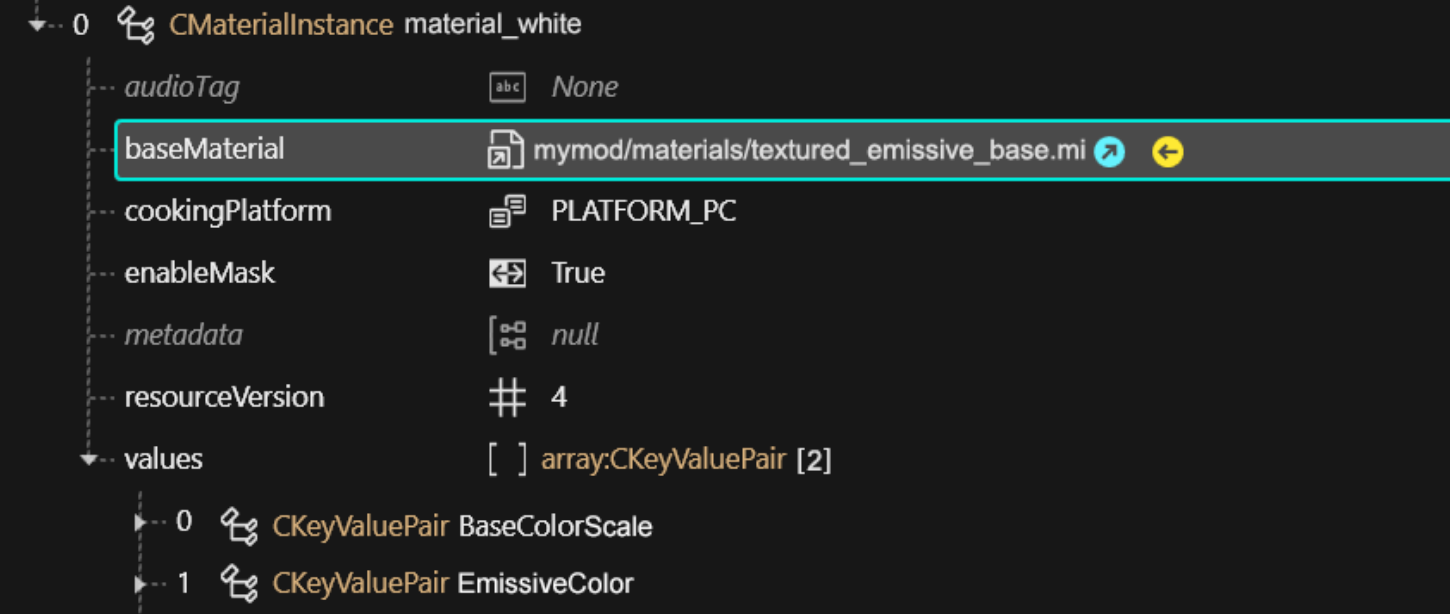 0 CMaterialInstance material_white
audioTag abc None
baseMaterial mymod/materials/textured_emissive_base.mi
cookingPlatform PLATFORM_PC
enableMask True
metadata null
resourceVersion 4
values [ ] array:CKeyValuePair [2]
0 CKeyValuePair BaseColorScale
1 CKeyValuePair EmissiveColor